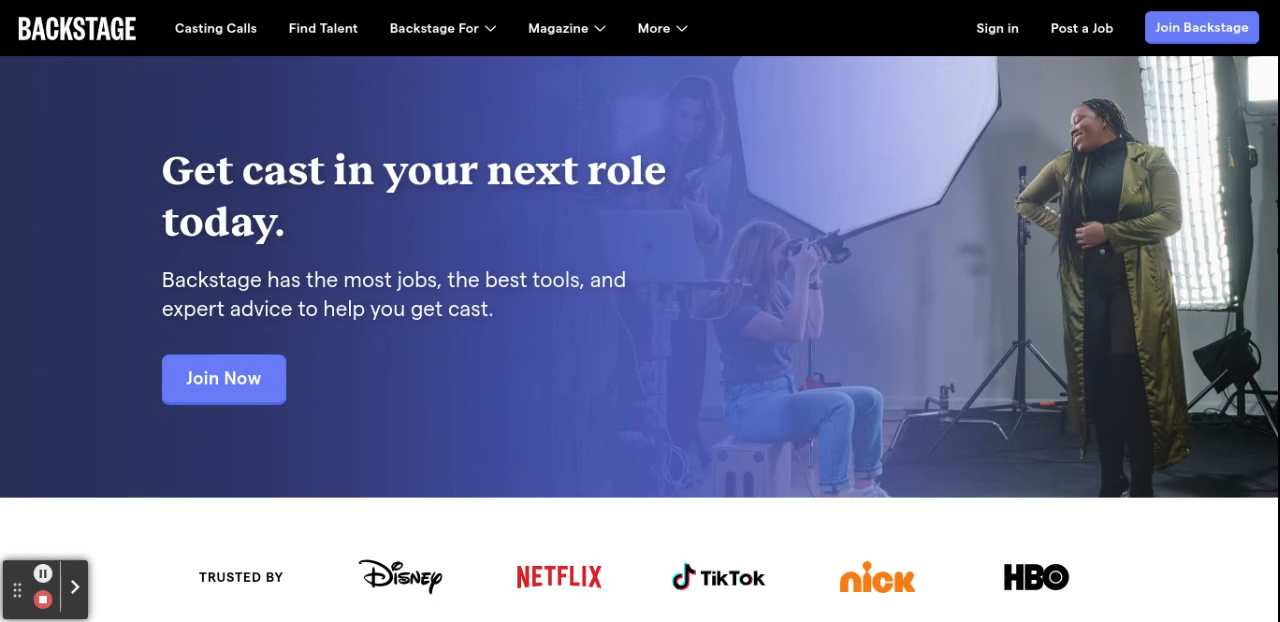 BACKSTAGE Casting Calls Find Talent Backstage For Magazine More Sign in Post a Job Join Backstage
Get cast in your next role
today.
Backstage has the most jobs, the best tools, and
expert advice to help you get cast.
Join Now
TRUSTED BY Disney NETFLIX TikTok nick HBO